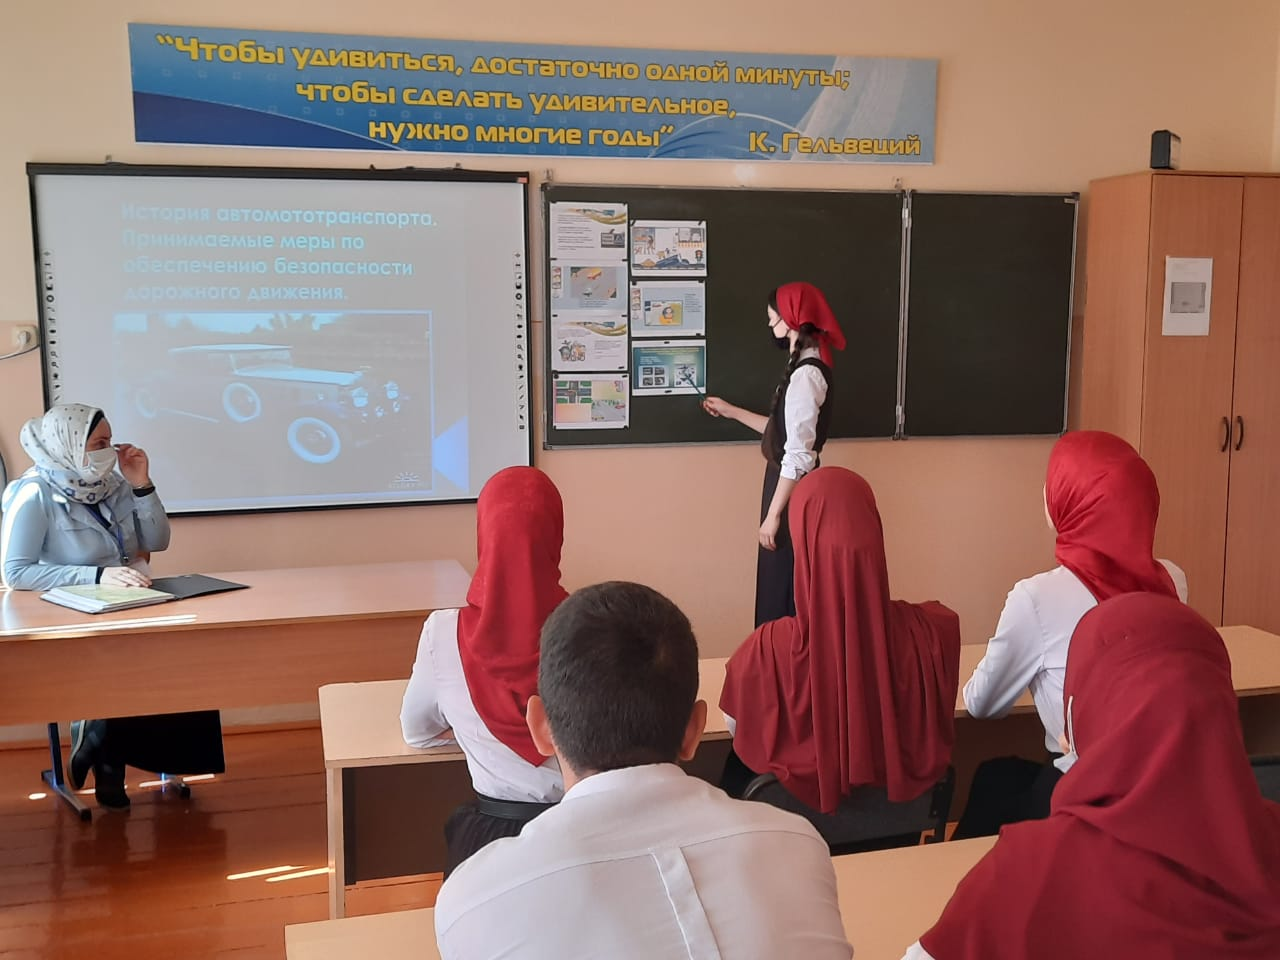 “Чтобы удивиться, достаточно одной минуты;
чтобы сделать удивительное,
нужно многие годы”
К. Гельвеций
История автомототранспорта.
Принимаемые меры по
обеспечению безопасности
дорожного движения.